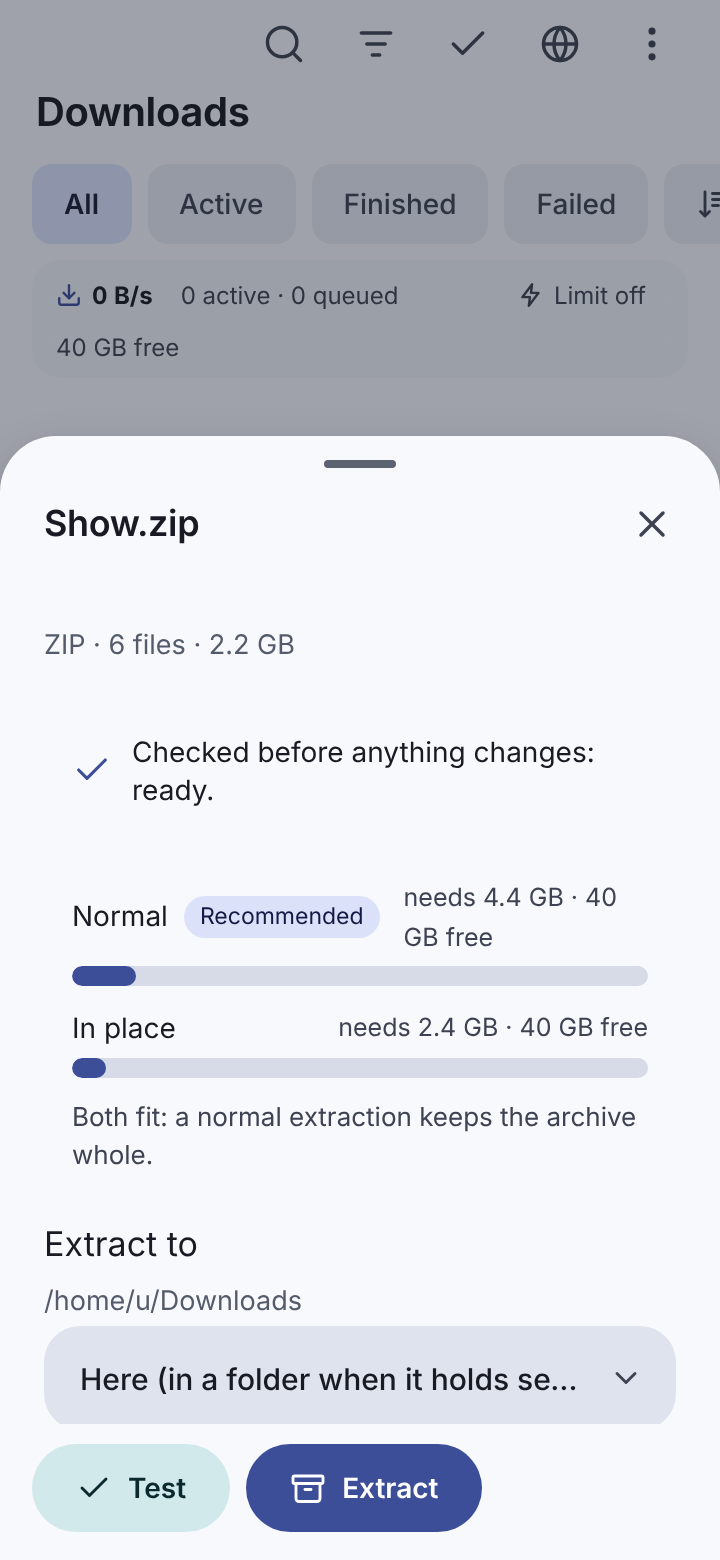 Downloads
All
Active
Finished
Failed
0 B/s 0 active · 0 queued Limit off
40 GB free
Show.zip
ZIP · 6 files · 2.2 GB
Checked before anything changes:
ready.
Normal Recommended needs 4.4 GB · 40
GB free
In place needs 2.4 GB · 40 GB free
Both fit: a normal extraction keeps the archive
whole.
Extract to
/home/u/Downloads
Here (in a folder when it holds se...
Test
Extract